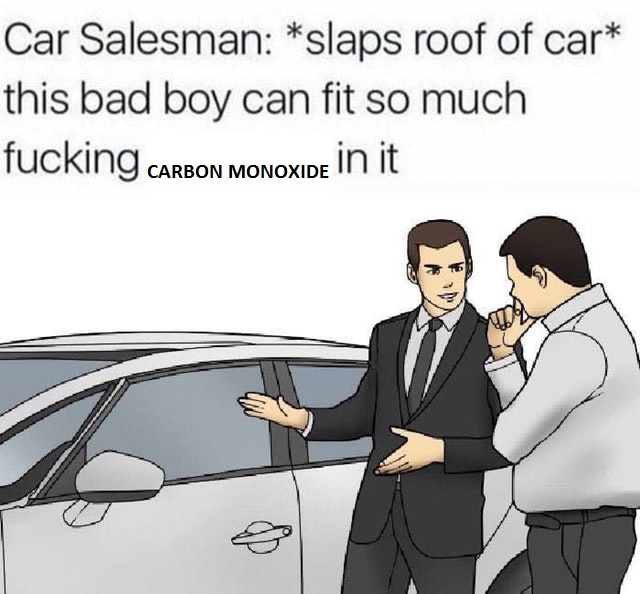 Car Salesman: *slaps roof of car*
this bad boy can fit so much
fucking CARBON MONOXIDE in it